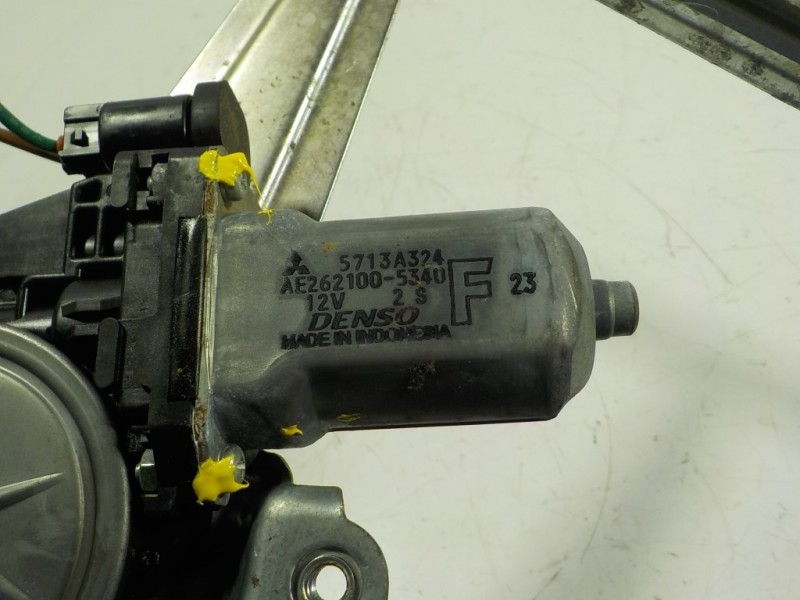 5713A324
AE262100-5340
12V 2 S
F 23
DENSO
MADE IN INDONESIA